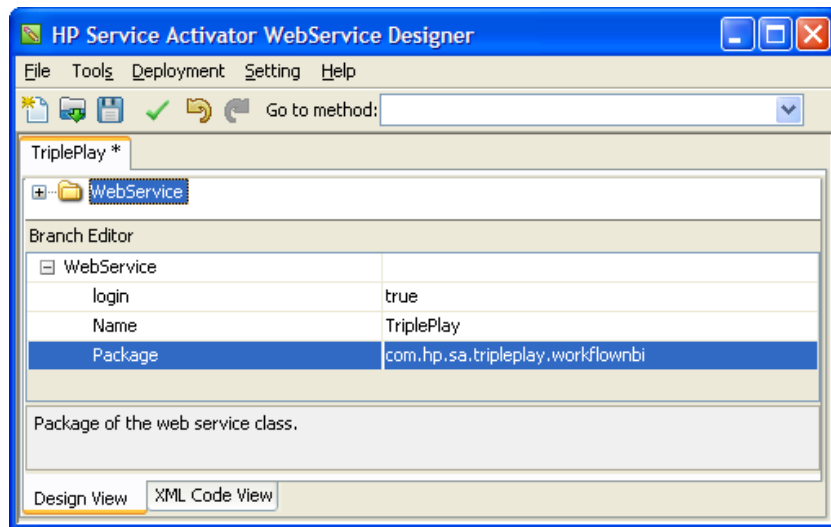 HP Service Activator WebService Designer
File Tools Deployment Setting Help
Go to method:
TriplePlay *
WebService
Branch Editor
WebService
login true
Name TriplePlay
Package com.hp.sa.tripleplay.workflownbi
Package of the web service class.
Design View XML Code View